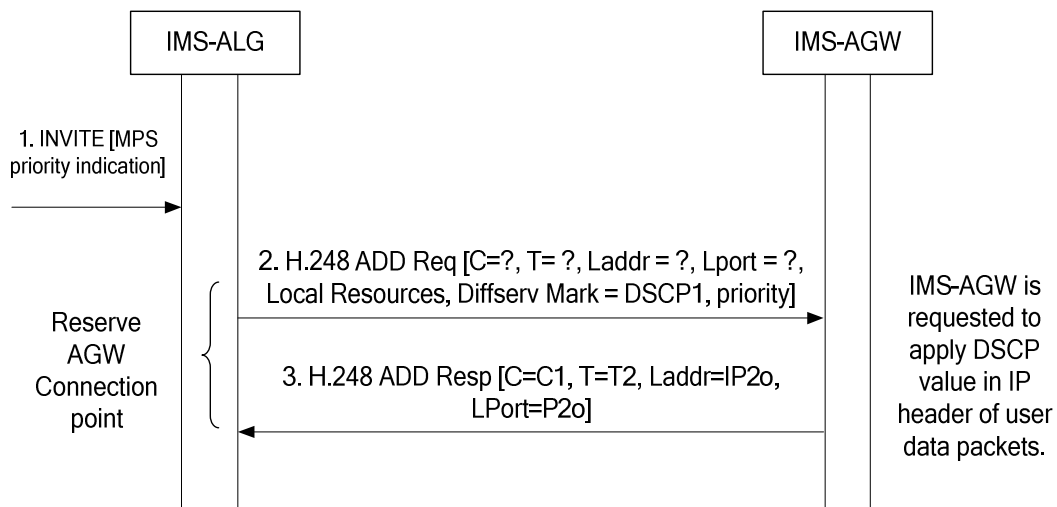 IMS-ALG
IMS-AGW
1. INVITE [MPS
priority indication]
2. H.248 ADD Req [C=?, T= ?, Laddr = ?, Lport = ?,
Local Resources, Diffserv Mark = DSCP1, priority]
Reserve
AGW
Connection
point
3. H.248 ADD Resp [C=C1, T=T2, Laddr=IP2o,
LPort=P2o]
IMS-AGW is
requested to
apply DSCP
value in IP
header of user
data packets.